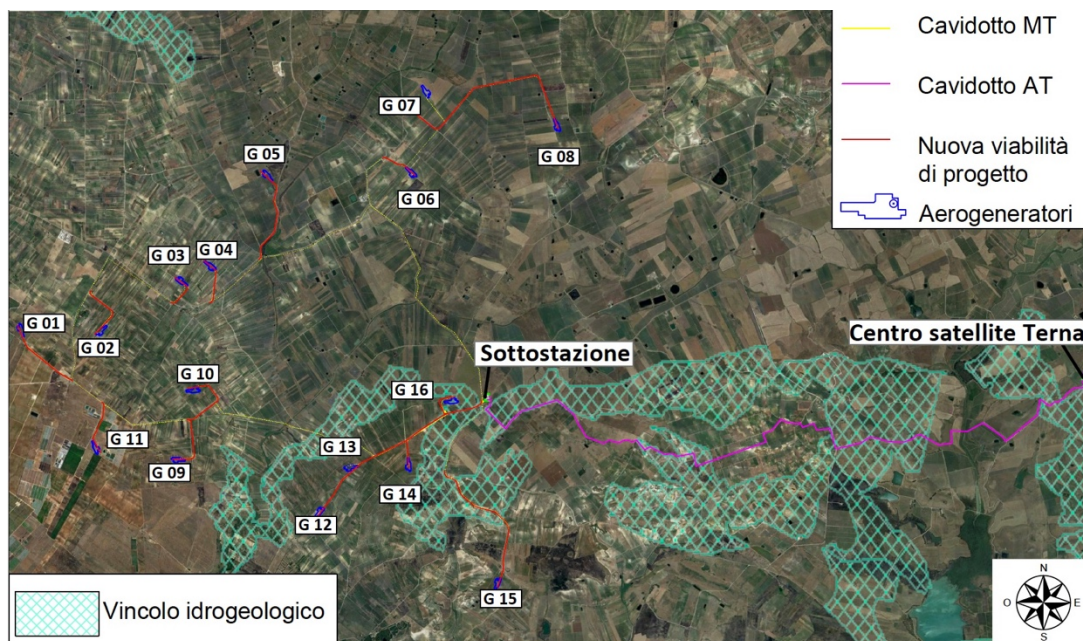 Cavidotto MT
Cavidotto AT
Nuova viabilità
di progetto
Aerogeneratori
G 07
G 08
G 05
G 06
G 03
G 04
G 01
G 02
Sottostazione
Centro satellite Terna
G 10
G 16
G 11
G 13
G 09
G 14
G 12
G 15
Vincolo idrogeologico
N
O
E
S